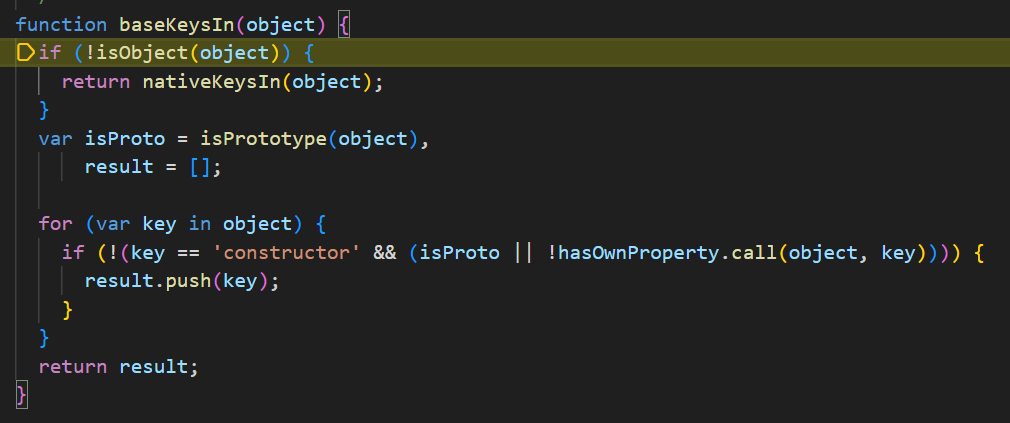 function baseKeysIn(object) {
if (!isObject(object)) {
return nativeKeysIn(object);
}
var isProto = isPrototype(object),
result = [];
for (var key in object) {
if (!(key == 'constructor' && (isProto || !hasOwnProperty.call(object, key)))) {
result.push(key);
}
}
return result;
}